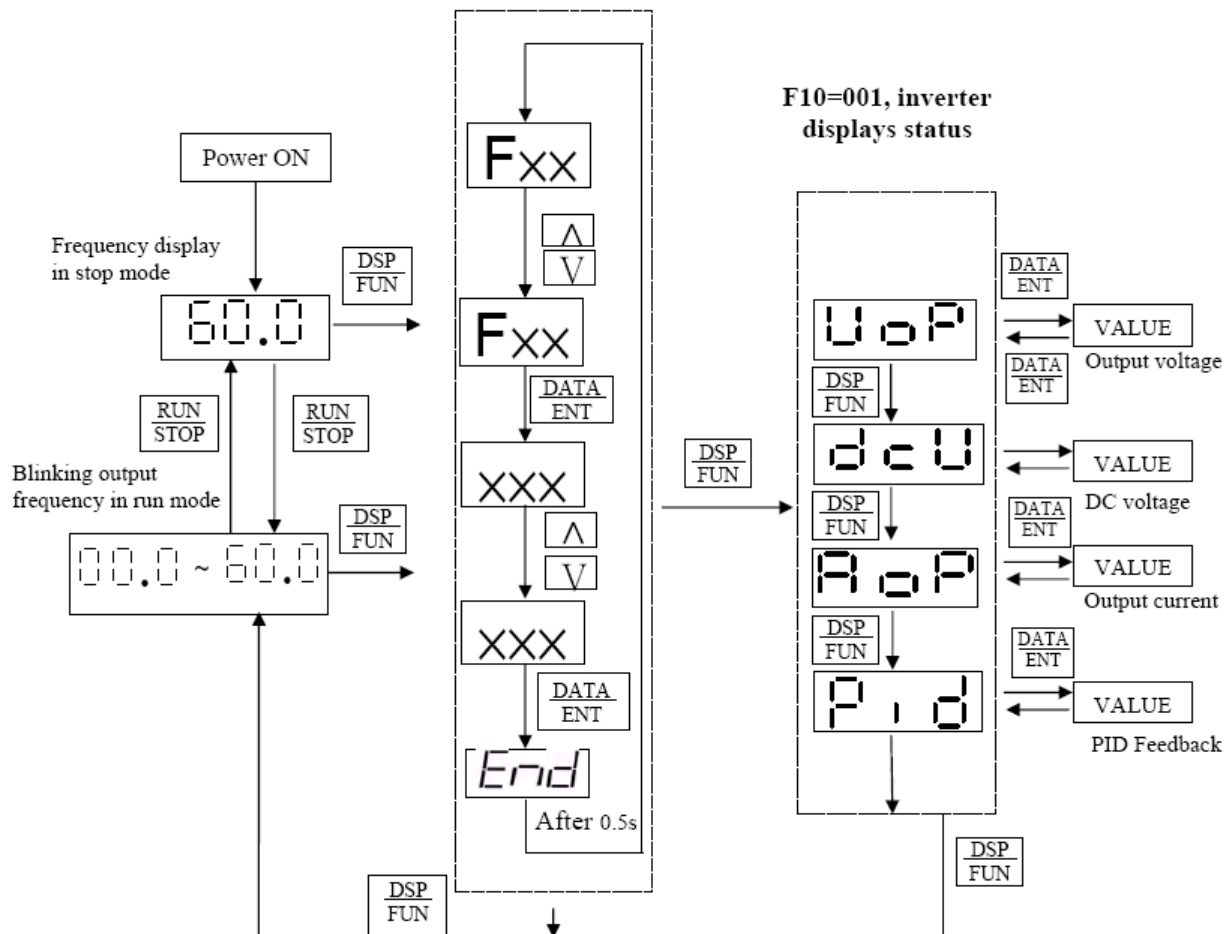 F10=001, inverter
displays status
Power ON
Frequency display
in stop mode
DSP
FUN
60.0
RUN
STOP
RUN
STOP
Blinking output
frequency in run mode
DSP
FUN
00.0 ~ 60.0
Fxx
Λ
V
Fxx
DATA
ENT
xxx
Λ
V
xxx
DATA
ENT
End
After 0.5s
DSP
FUN
DSP
FUN
UoP
DATA
ENT
VALUE
Output voltage
DATA
ENT
DSP
FUN
dcU
VALUE
DC voltage
DSP
FUN
DATA
ENT
AoP
VALUE
Output current
DSP
FUN
DATA
ENT
Pid
VALUE
PID Feedback
DSP
FUN